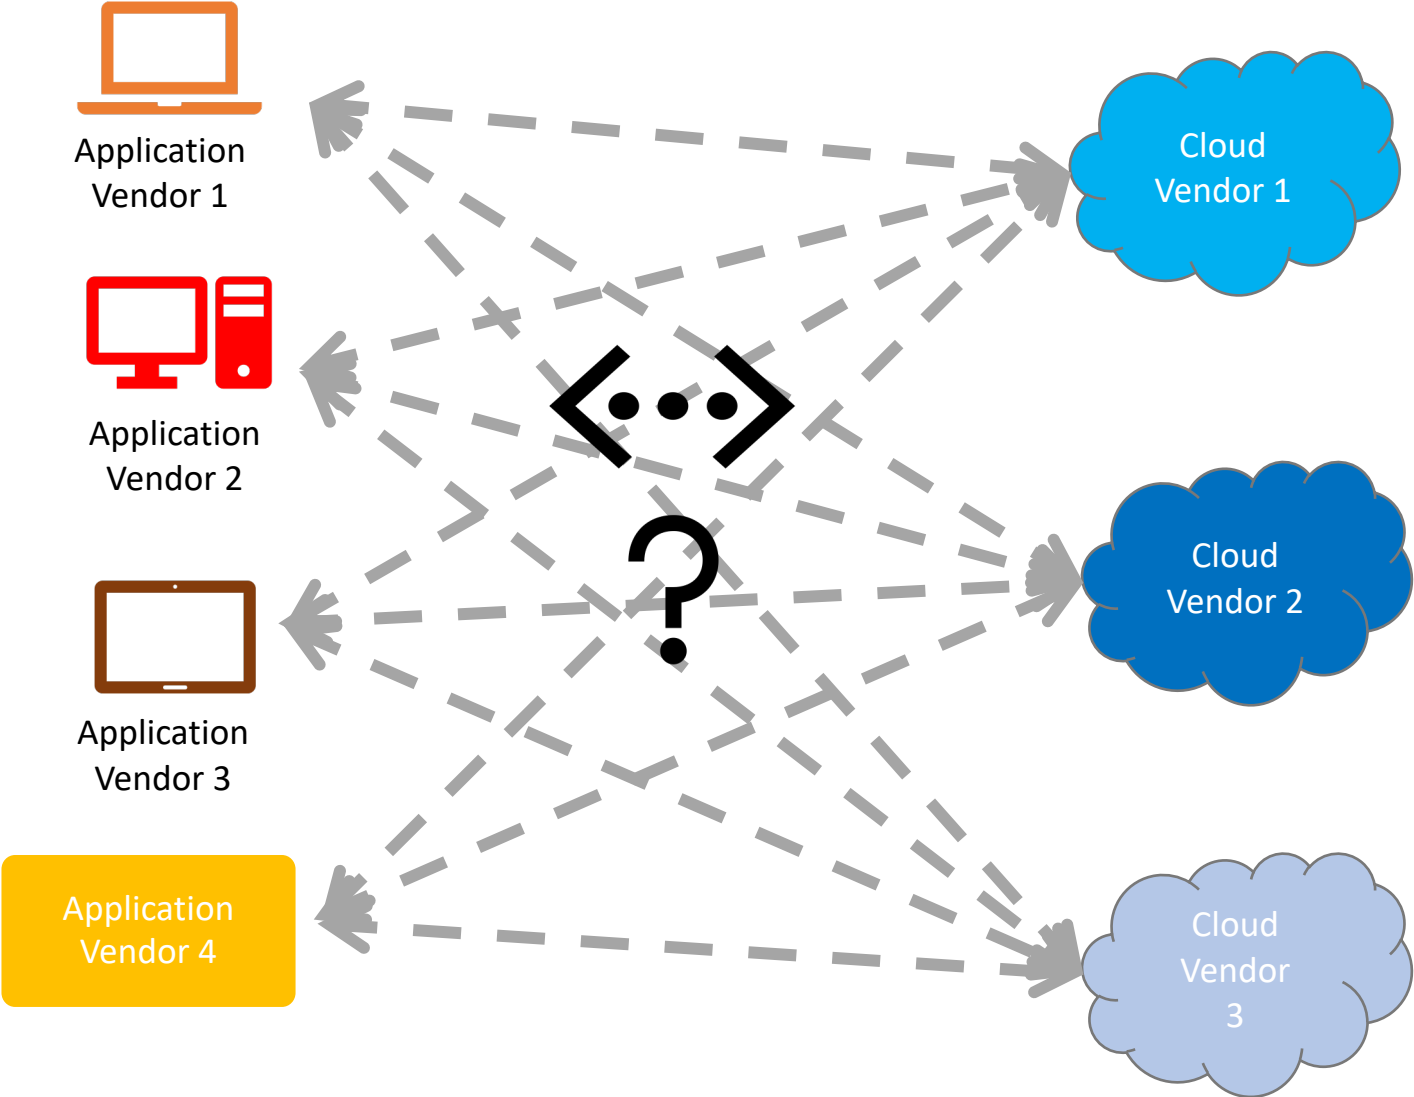 Application
Vendor 1
Cloud
Vendor 1
Application
Vendor 2
?
Cloud
Vendor 2
Application
Vendor 3
Application
Vendor 4
Cloud
Vendor
3